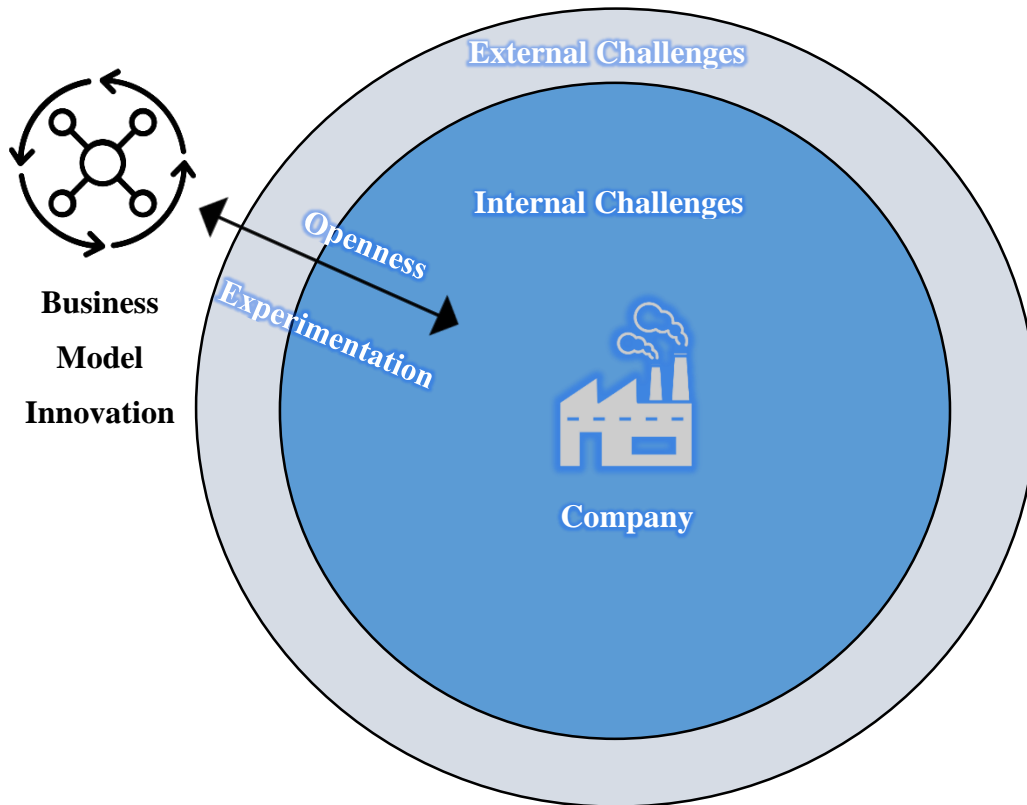 External Challenges
Internal Challenges
Openness
Experimentation
Business
Model
Innovation
Company